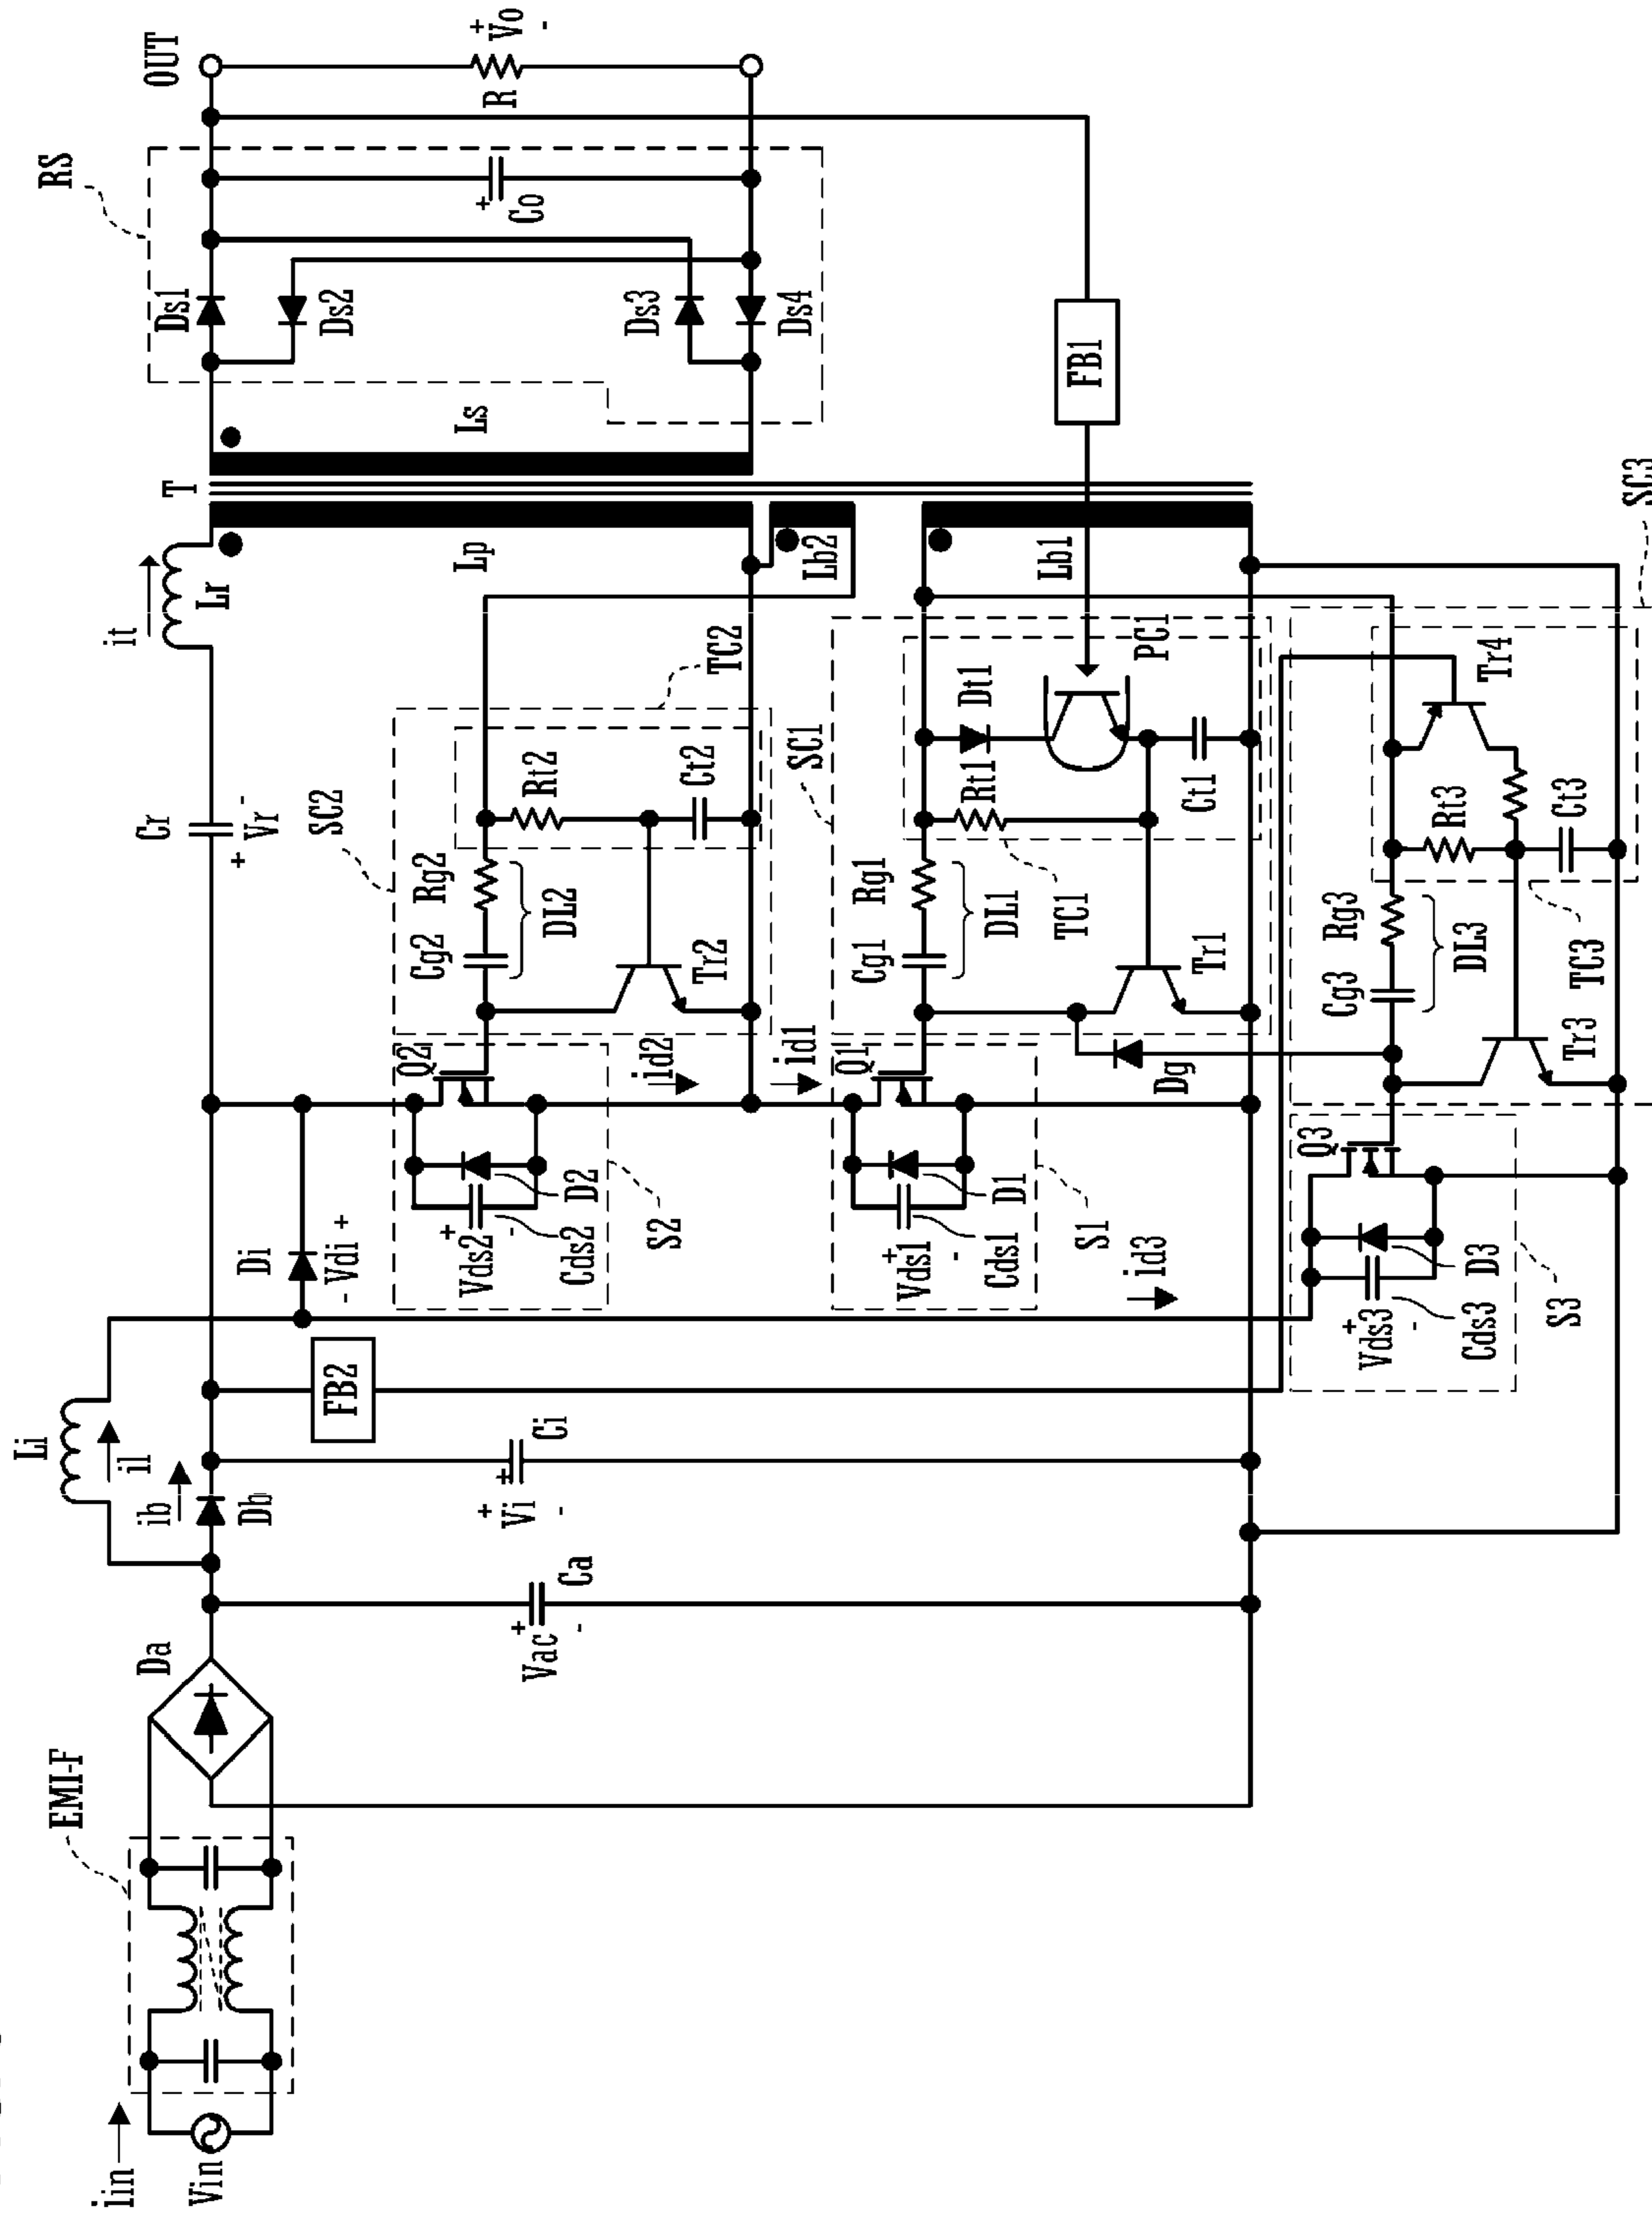 iin
Vin
EMI-F
Da
Vac
+
-
Ca
Li
il
ib
Db
+
Vi
-
+
Ci
FB2
Di
- Vdi +
Cr
+ Vr -
it
Lr
T
Lp
Ls
Lb2
Lb1
RS
Ds1
Ds2
Ds3
Ds4
+
Co
OUT
R
+
Vo
-
FB1
SC2
TC2
Q2
Cg2
Rg2
DL2
Rt2
Ct2
Tr2
id2
+
Vds2
-
D2
Cds2
S2
id1
SC1
Q1
Cg1
Rg1
DL1
TC1
Rt1
Dt1
PC1
Ct1
Tr1
Dg
+
Vds1
-
D1
Cds1
S1
id3
SC3
Q3
Cg3
Rg3
DL3
TC3
Rt3
Ct3
Tr4
Tr3
+
Vds3
-
D3
Cds3
S3